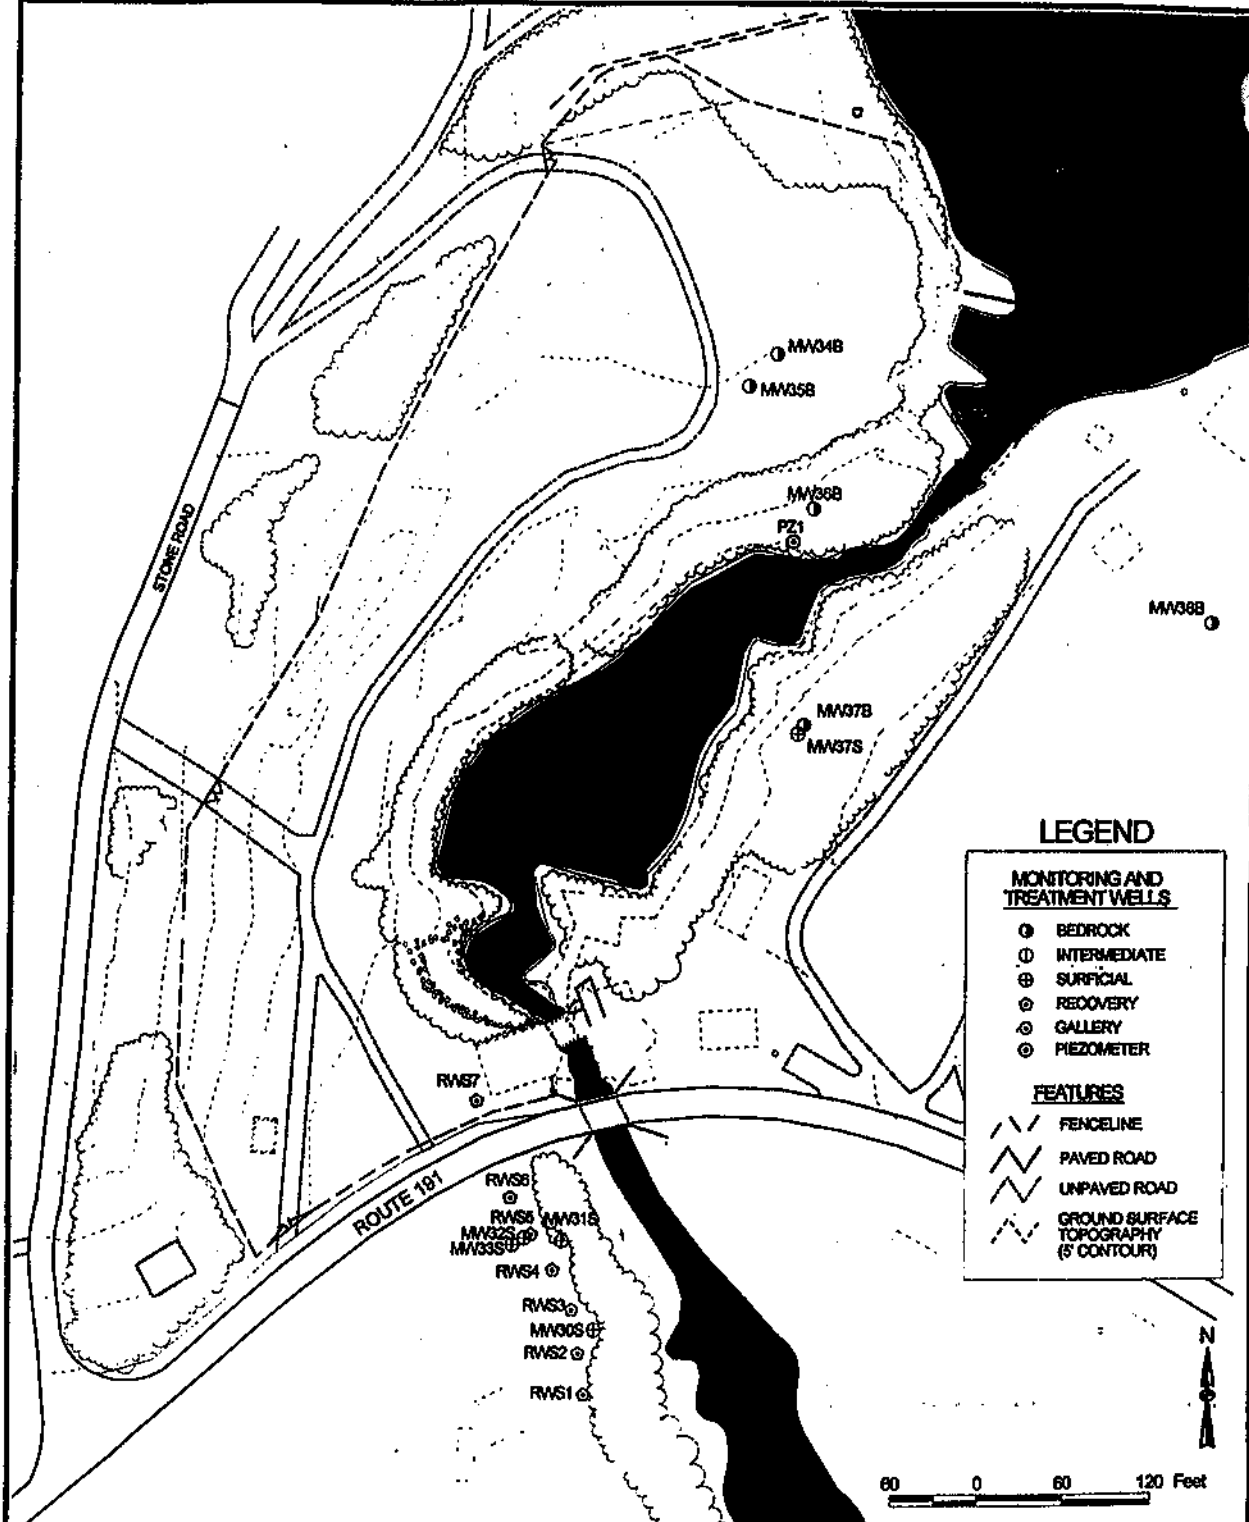 MW34B
MW35B
MW36B
PZ1
STONE ROAD
MW38B
MW37B
MW37S
LEGEND
MONITORING AND
TREATMENT WELLS
BEDROCK
INTERMEDIATE
SURFICIAL
RECOVERY
GALLERY
PIEZOMETER
FEATURES
FENCELINE
PAVED ROAD
UNPAVED ROAD
GROUND SURFACE
TOPOGRAPHY
(5' CONTOUR)
RWS7
ROUTE 191
RWS6
RWS5 MW31S
MW32S
MW33S
RWS4
RWS3
MW30S
RWS2
RWS1
N
60 0 60 120 Feet